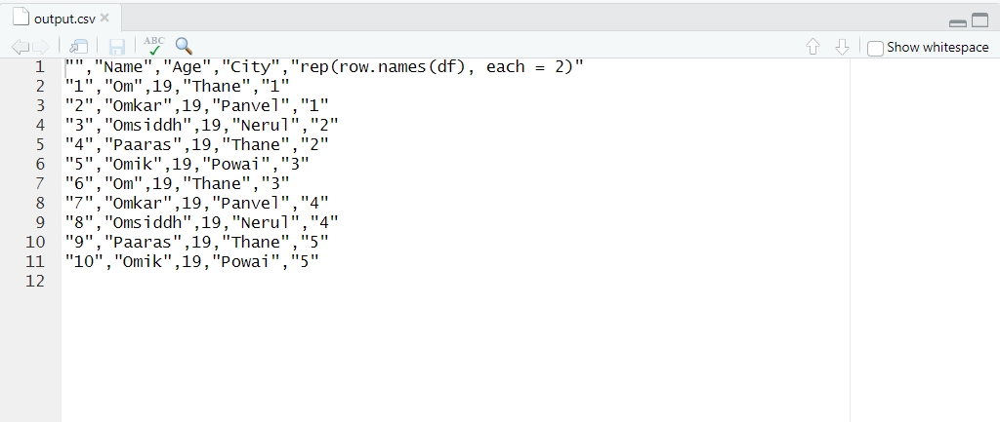 output.csv
ABC
Show whitespace
1 "","Name","Age","City","rep(row.names(df), each = 2)"
2 "1","Om",19,"Thane","1"
3 "2","Omkar",19,"Panvel","1"
4 "3","Omsiddh",19,"Nerul","2"
5 "4","Paaras",19,"Thane","2"
6 "5","Omik",19,"Powai","3"
7 "6","Om",19,"Thane","3"
8 "7","Omkar",19,"Panvel","4"
9 "8","Omsiddh",19,"Nerul","4"
10 "9","Paaras",19,"Thane","5"
11 "10","Omik",19,"Powai","5"
12